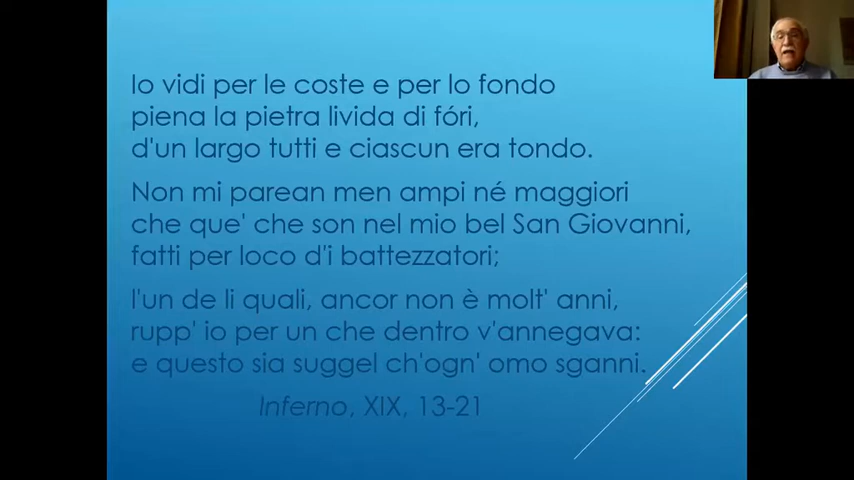 Io vidi per le coste e per lo fondo
piena la pietra livida di fóri,
d'un largo tutti e ciascun era tondo.
Non mi parean men ampi né maggiori
che que' che son nel mio bel San Giovanni,
fatti per loco d'i battezzatori;
l'un de li quali, ancor non è molt' anni,
rupp' io per un che dentro v'annegava:
e questo sia suggel ch'ogn' omo sganni.
Inferno, XIX, 13-21